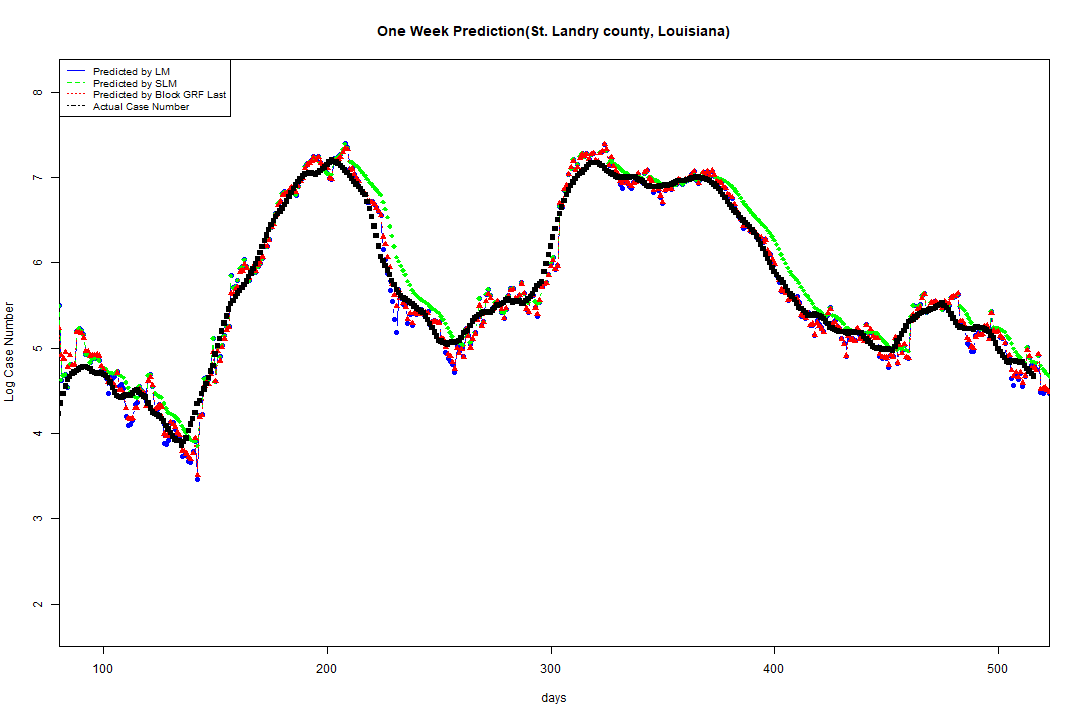 One Week Prediction(St. Landry county, Louisiana)
Predicted by LM
Predicted by SLM
Predicted by Block GRF Last
Actual Case Number
8
7
6
5
4
3
2
Log Case Number
100 200 300 400 500
days